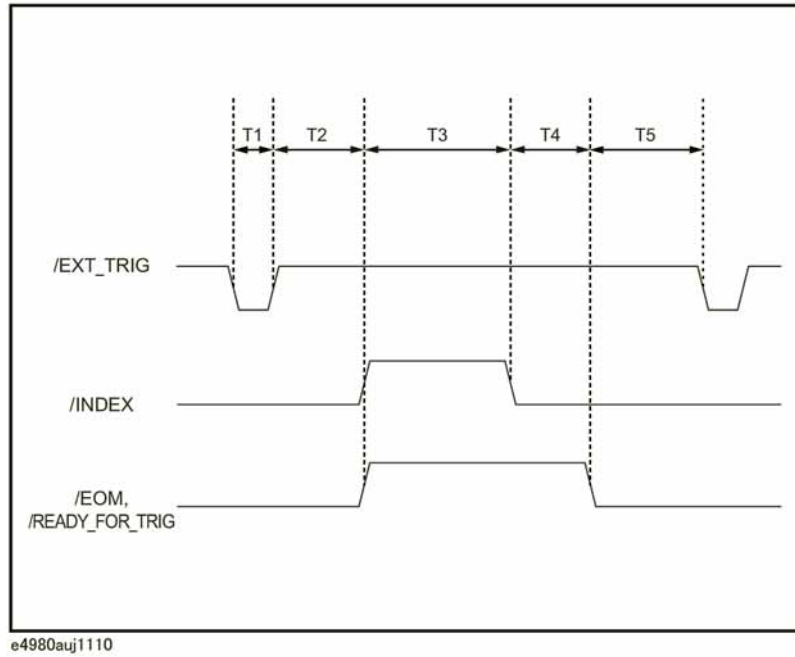 T1 T2 T3 T4 T5
/EXT_TRIG
/INDEX
/EOM,
/READY_FOR_TRIG
e4980auj1110